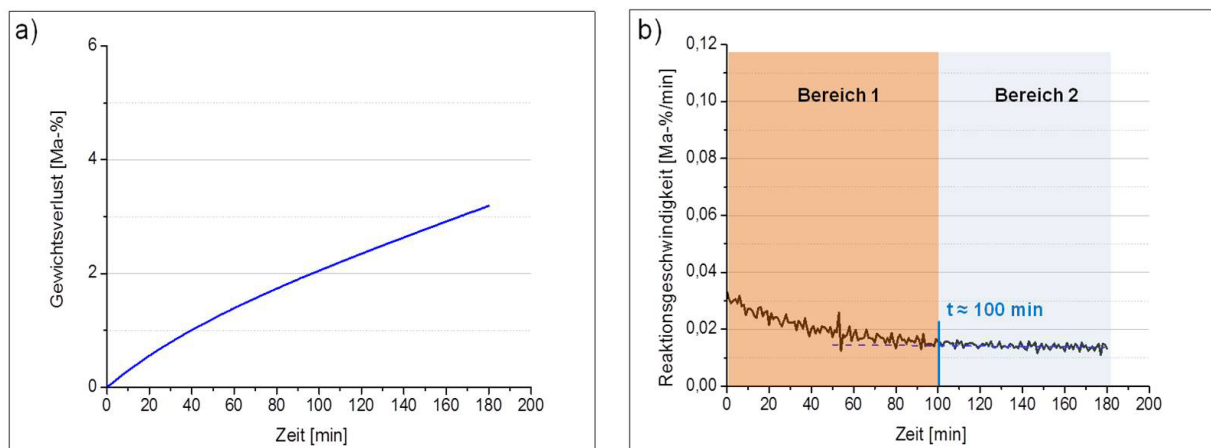 a)
Gewichtsverlust [Ma-%]
6
4
2
0
0 20 40 60 80 100 120 140 160 180 200
Zeit [min]
b)
Reaktionsgeschwindigkeit [Ma-%/min]
0,12
0,10
0,08
0,06
0,04
0,02
0,00
Bereich 1
Bereich 2
t ≈ 100 min
0 20 40 60 80 100 120 140 160 180 200
Zeit [min]